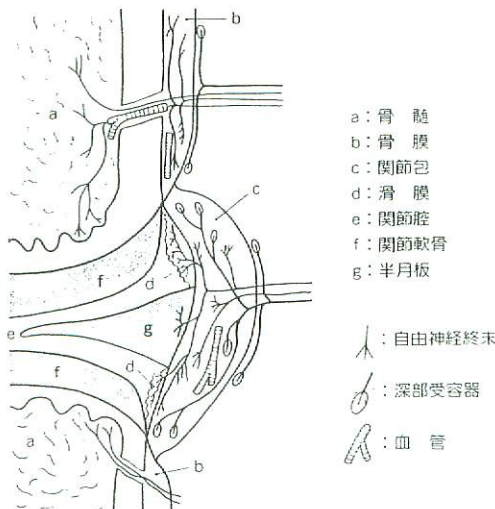 b
a
c
f
d
g
e
d
f
a
b
a：骨髄
b：骨膜
c：関節包
d：滑膜
e：関節腔
f：関節軟骨
g：半月板
：自由神経終末
：深部受容器
：血管